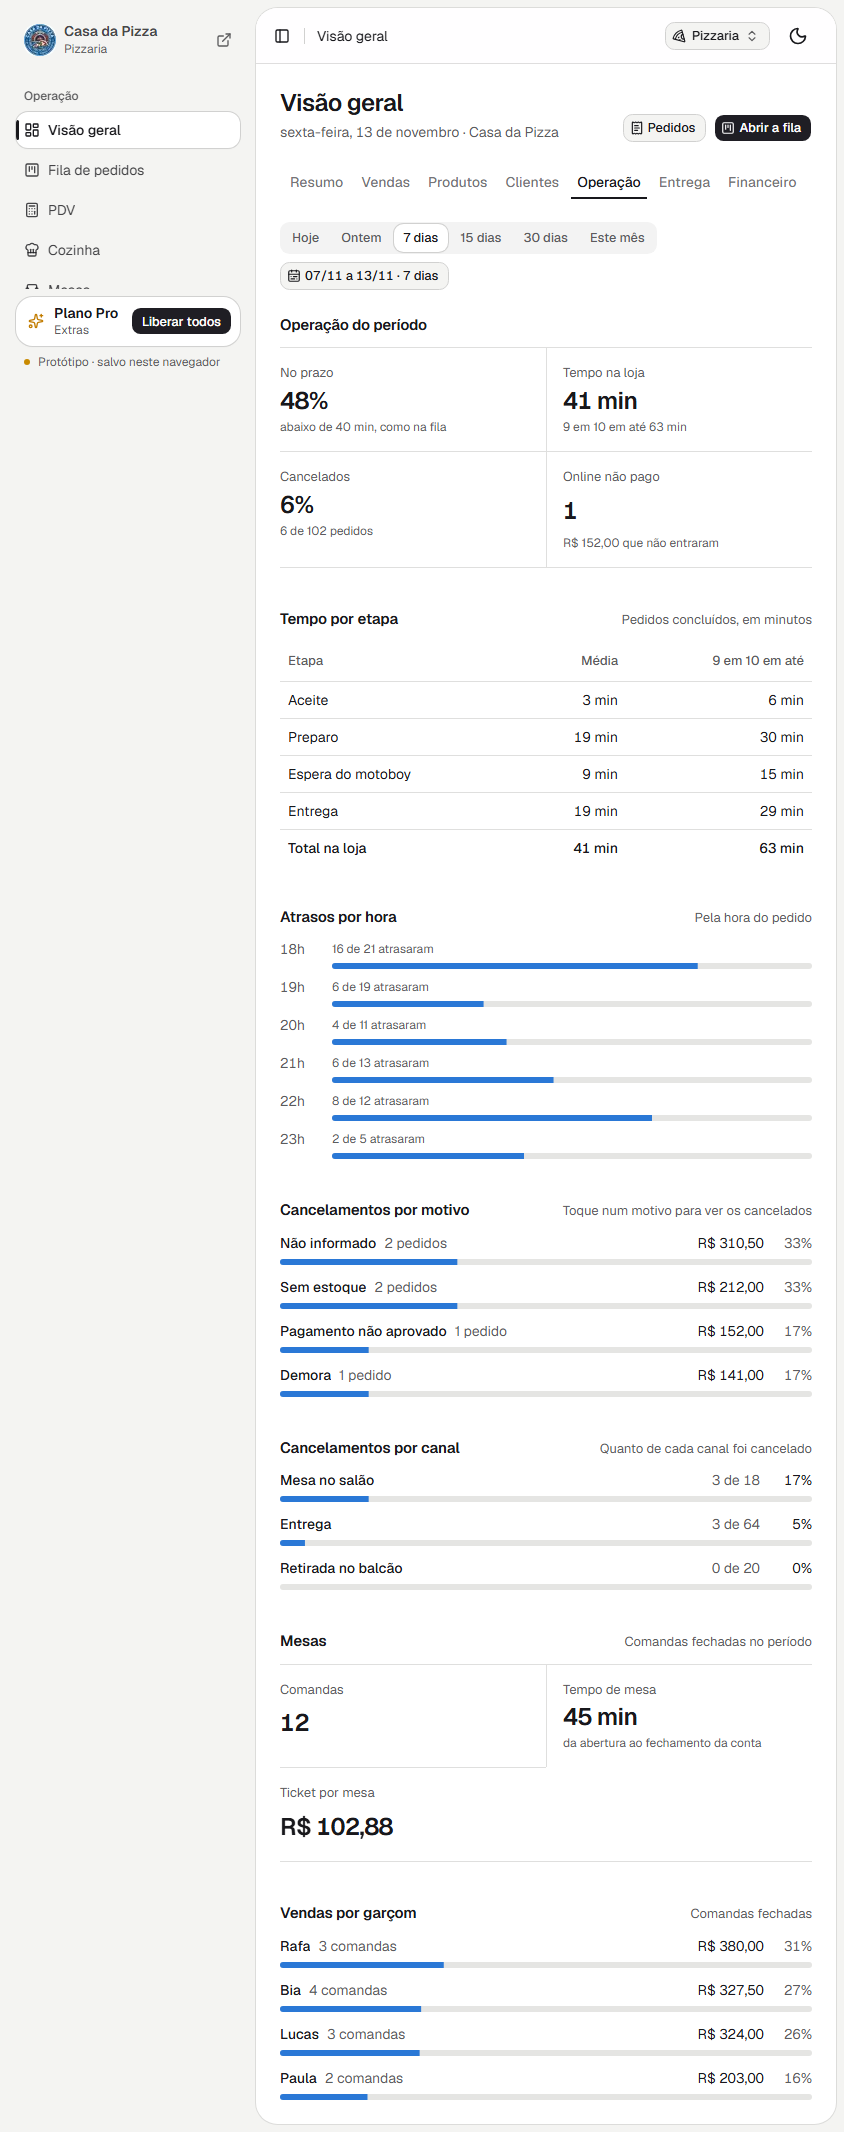 Casa da Pizza
Pizzaria
Operação
Visão geral
Fila de pedidos
PDV
Cozinha
Plano Pro
Extras
Liberar todos
Protótipo · salvo neste navegador
Visão geral
Pizzaria
Visão geral
sexta-feira, 13 de novembro · Casa da Pizza
Pedidos
Abrir a fila
Resumo Vendas Produtos Clientes Operação Entrega Financeiro
Hoje Ontem 7 dias 15 dias 30 dias Este mês
07/11 a 13/11 · 7 dias
Operação do período
No prazo
48%
abaixo de 40 min, como na fila
Tempo na loja
41 min
9 em 10 em até 63 min
Cancelados
6%
6 de 102 pedidos
Online não pago
1
R$ 152,00 que não entraram
Tempo por etapa Pedidos concluídos, em minutos
Etapa Média 9 em 10 em até
Aceite 3 min 6 min
Preparo 19 min 30 min
Espera do motoboy 9 min 15 min
Entrega 19 min 29 min
Total na loja 41 min 63 min
Atrasos por hora Pela hora do pedido
18h 16 de 21 atrasaram
19h 6 de 19 atrasaram
20h 4 de 11 atrasaram
21h 6 de 13 atrasaram
22h 8 de 12 atrasaram
23h 2 de 5 atrasaram
Cancelamentos por motivo Toque num motivo para ver os cancelados
Não informado 2 pedidos R$ 310,50 33%
Sem estoque 2 pedidos R$ 212,00 33%
Pagamento não aprovado 1 pedido R$ 152,00 17%
Demora 1 pedido R$ 141,00 17%
Cancelamentos por canal Quanto de cada canal foi cancelado
Mesa no salão 3 de 18 17%
Entrega 3 de 64 5%
Retirada no balcão 0 de 20 0%
Mesas Comandas fechadas no período
Comandas
12
Tempo de mesa
45 min
da abertura ao fechamento da conta
Ticket por mesa
R$ 102,88
Vendas por garçom Comandas fechadas
Rafa 3 comandas R$ 380,00 31%
Bia 4 comandas R$ 327,50 27%
Lucas 3 comandas R$ 324,00 26%
Paula 2 comandas R$ 203,00 16%